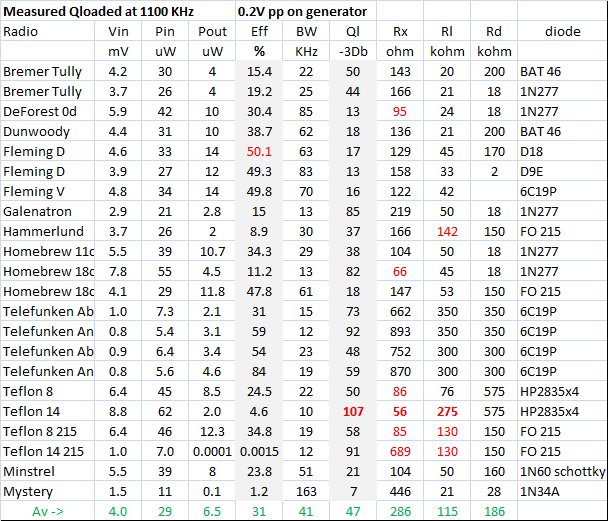 Measured Qloaded at 1100 KHz 0.2V pp on generator
Radio Vin Pin Pout Eff BW Ql Rx Rl Rd diode
mV uW uW % KHz -3Db ohm kohm kohm
Bremer Tully 4.2 30 4 15.4 22 50 143 20 200 BAT 46
Bremer Tully 3.7 26 4 19.2 25 44 166 21 18 1N277
DeForest 0d 5.9 42 10 30.4 85 13 95 24 18 1N277
Dunwoody 4.4 31 10 38.7 62 18 136 21 200 BAT 46
Fleming D 4.6 33 14 50.1 63 17 129 45 170 D18
Fleming D 3.9 27 12 49.3 83 13 158 33 2 D9E
Fleming V 4.8 34 14 49.8 70 16 122 42 6C19P
Galenatron 2.9 21 2.8 15 13 85 219 50 18 1N277
Hammerlund 3.7 26 2 8.9 30 37 166 142 150 FO 215
Homebrew 11c 5.5 39 10.7 34.3 29 38 104 50 18 1N277
Homebrew 18c 7.8 55 4.5 11.2 13 82 66 45 18 1N277
Homebrew 18c 4.1 29 11.8 47.8 61 18 147 53 150 FO 215
Telefunken Ab 1.0 7.3 2.1 31 15 73 662 350 350 6C19P
Telefunken An 0.8 5.4 3.1 59 12 92 893 350 350 6C19P
Telefunken Ab 0.9 6.4 3.4 54 23 48 752 300 300 6C19P
Telefunken An 0.8 5.6 4.6 84 19 59 870 300 300 6C19P
Teflon 8 6.4 45 8.5 24.5 22 50 86 76 575 HP2835x4
Teflon 14 8.8 62 2.0 4.6 10 107 56 275 575 HP2835x4
Teflon 8 215 6.4 46 12.3 34.8 19 58 85 130 150 FO 215
Teflon 14 215 1.0 7.0 0.0001 0.0015 12 91 689 130 150 FO 215
Minstrel 5.5 39 8 23.8 51 21 104 50 160 1N60 schottky
Mystery 1.5 11 0.1 1.2 163 7 446 21 28 1N34A
Av -> 4.0 29 6.5 31 41 47 286 115 186